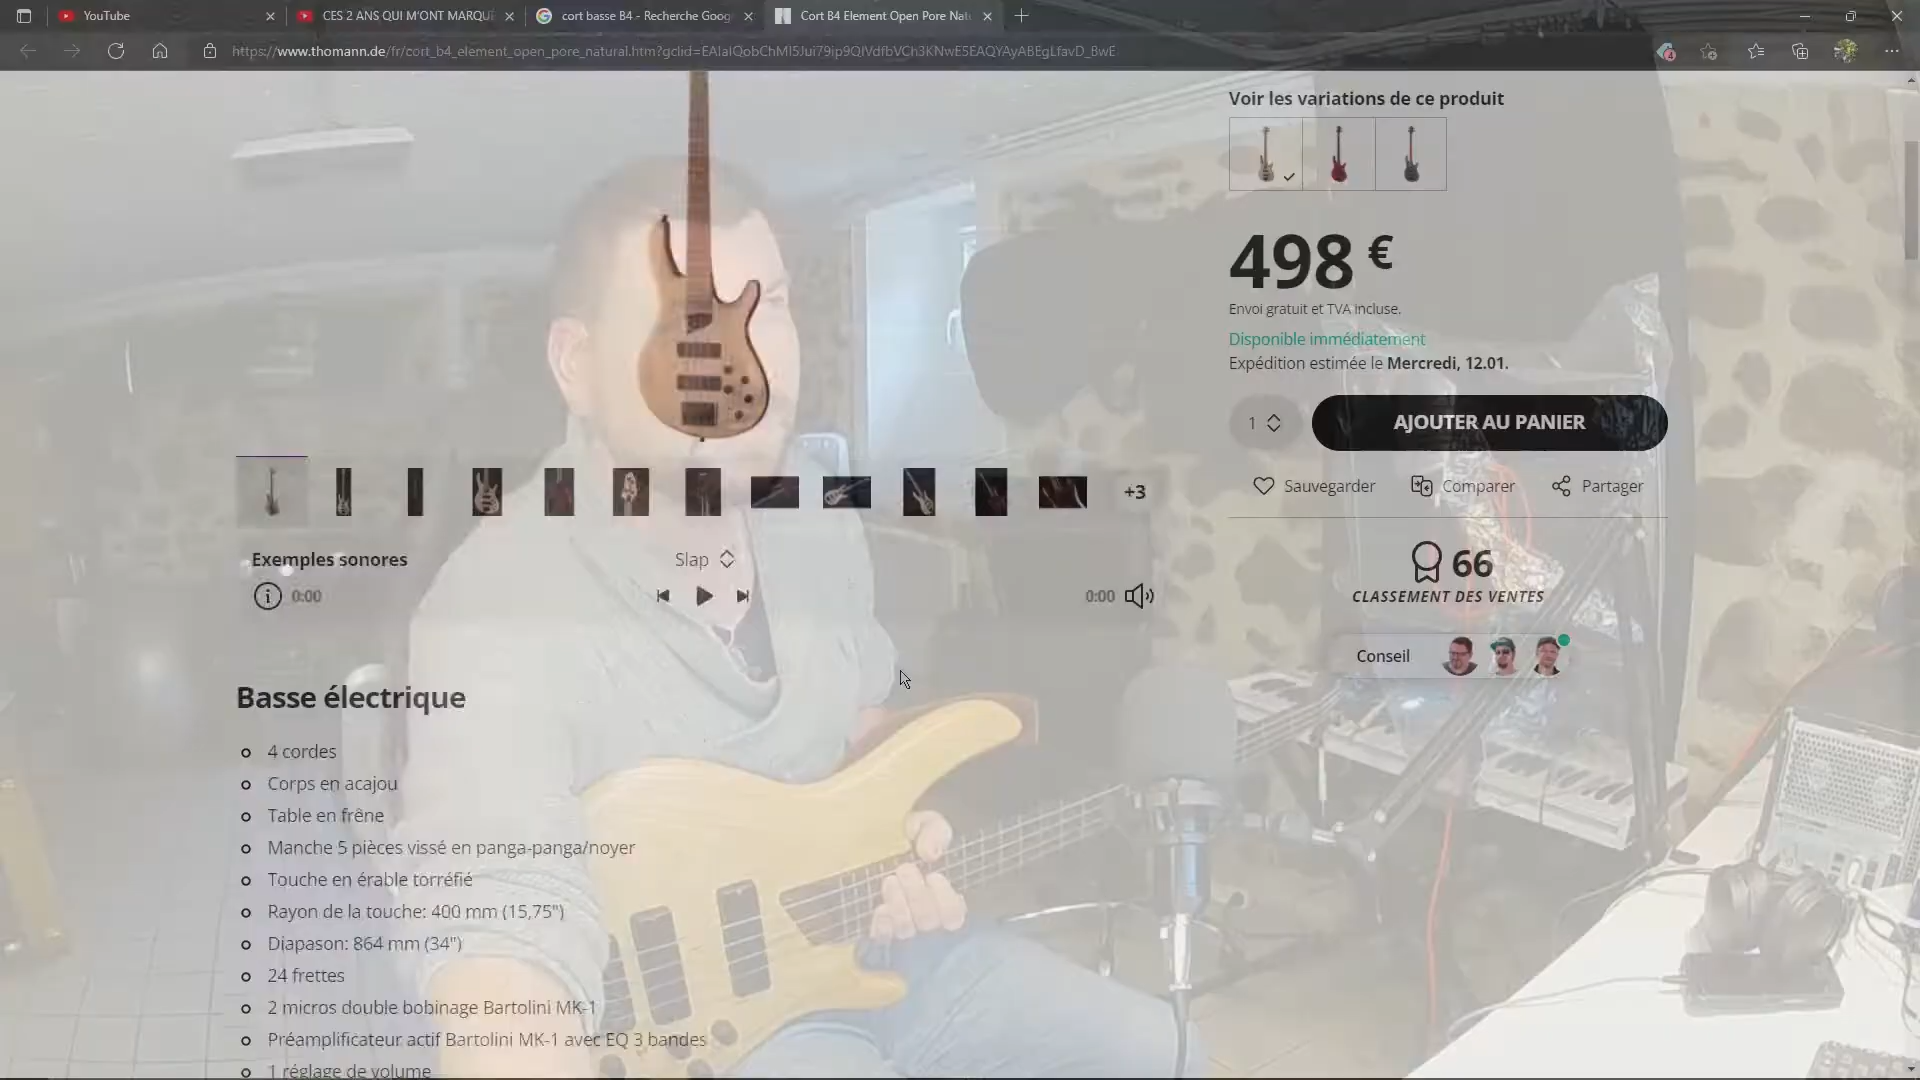 YouTube
CES 2 ANS QUI M'ONT MARQU
cort basse B4 - Recherche Goog
Cort B4 Element Open Pore Natu
https://www.thomann.de/fr/cort_b4_element_open_pore_natural.htm?gclid=EAIaIQobChMI5Jui79ip9QIVdfbVCh3KNwE5EAQYAyABEgLfavD_BwE
4
Voir les variations de ce produit
498 €
Envoi gratuit et TVA incluse.
Disponible immédiatement
Expédition estimée le Mercredi, 12.01.
1
AJOUTER AU PANIER
Sauvegarder
Comparer
Partager
+3
Exemples sonores
Slap
0:00
0:00
66
CLASSEMENT DES VENTES
Conseil
Basse électrique
4 cordes
Corps en acajou
Table en frêne
Manche 5 pièces vissé en panga-panga/noyer
Touche en érable torréfié
Rayon de la touche: 400 mm (15,75")
Diapason: 864 mm (34")
24 frettes
2 micros double bobinage Bartolini MK-1
Préamplificateur actif Bartolini MK-1 avec EQ 3 bandes
1 réglage de volume